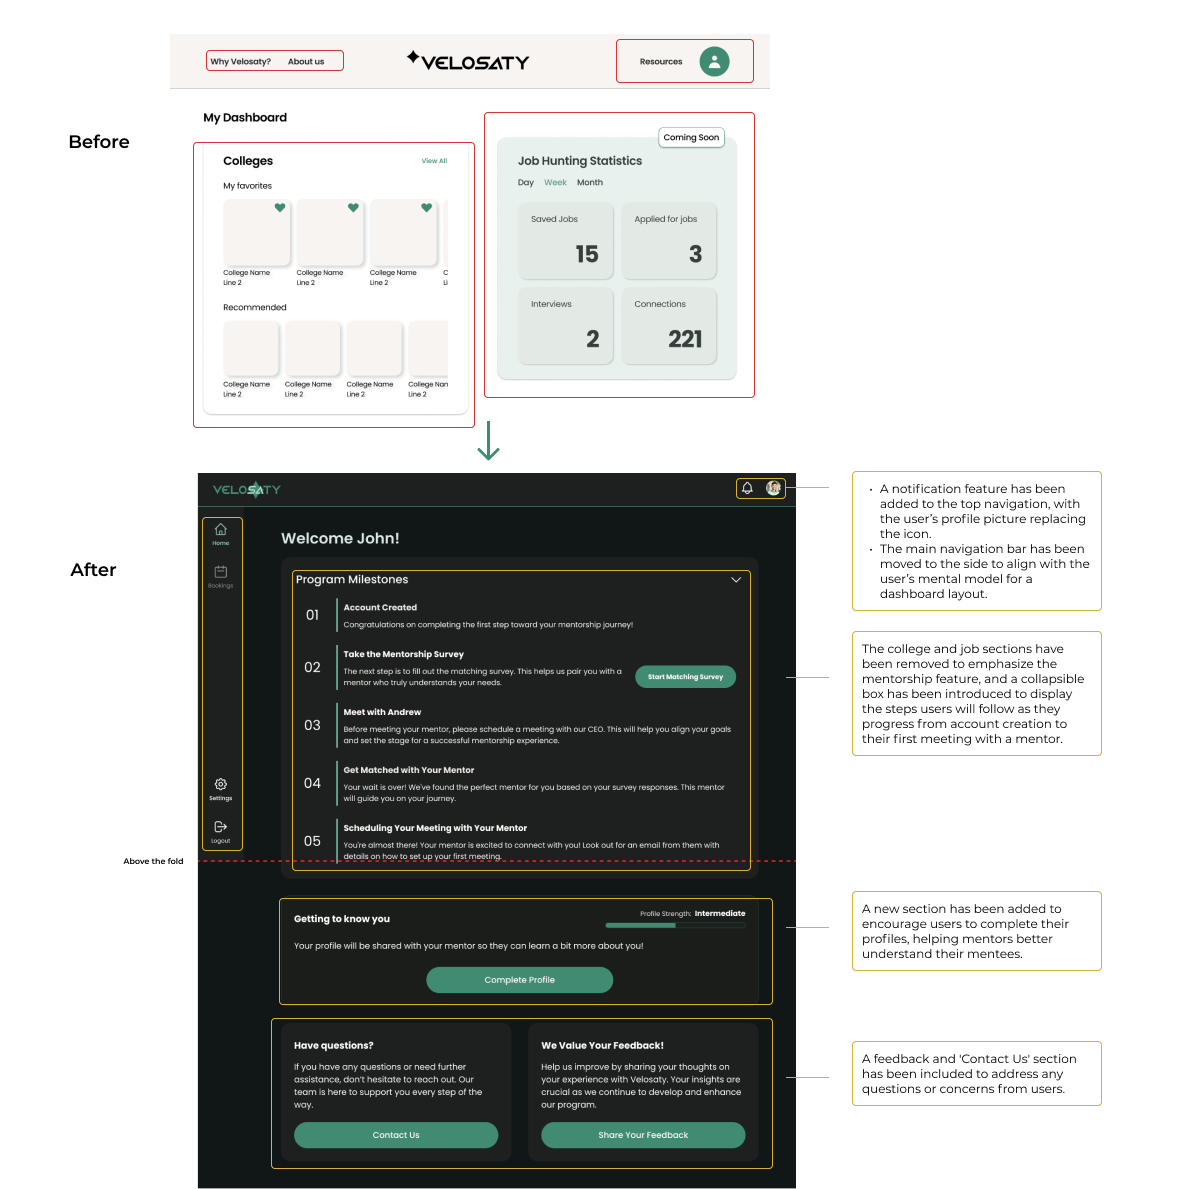 Why Velosaty?
About us
VELOSATY
Resources
Before
My Dashboard
Colleges
View All
My favorites
College Name
Line 2
College Name
Line 2
College Name
Line 2
C
Li
Recommended
College Name
Line 2
College Name
Line 2
College Name
Line 2
College Nan
Line 2
Coming Soon
Job Hunting Statistics
Day
Week
Month
Saved Jobs
15
Applied for jobs
3
Interviews
2
Connections
221
After
VELOSATY
Home
Bookings
Settings
Logout
Welcome John!
Program Milestones
01
Account Created
Congratulations on completing the first step toward your mentorship journey!
02
Take the Mentorship Survey
The next step is to fill out the matching survey. This helps us pair you with a
mentor who truly understands your needs.
Start Matching Survey
03
Meet with Andrew
Before meeting your mentor, please schedule a meeting with our CEO. This will help you align your goals
and set the stage for a successful mentorship experience.
04
Get Matched with Your Mentor
Your wait is over! We've found the perfect mentor for you based on your survey responses. This mentor
will guide you on your journey.
05
Scheduling Your Meeting with Your Mentor
You're almost there! Your mentor is excited to connect with you! Look out for an email from them with
details on how to set up your first meeting.
Above the fold
Getting to know you
Profile Strength: Intermediate
Your profile will be shared with your mentor so they can learn a bit more about you!
Complete Profile
Have questions?
If you have any questions or need further
assistance, don't hesitate to reach out. Our
team is here to support you every step of the
way.
Contact Us
We Value Your Feedback!
Help us improve by sharing your thoughts on
your experience with Velosaty. Your insights are
crucial as we continue to develop and enhance
our program.
Share Your Feedback
• A notification feature has been
added to the top navigation, with
the user's profile picture replacing
the icon.
• The main navigation bar has been
moved to the side to align with the
user's mental model for a
dashboard layout.
The college and job sections have
been removed to emphasize the
mentorship feature, and a collapsible
box has been introduced to display
the steps users will follow as they
progress from account creation to
their first meeting with a mentor.
A new section has been added to
encourage users to complete their
profiles, helping mentors better
understand their mentees.
A feedback and 'Contact Us' section
has been included to address any
questions or concerns from users.